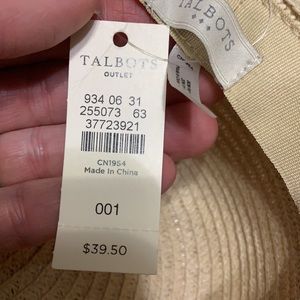 TALBOTS
OUTLET
934 06 31
255073 63
37723921
CN1954
Made In China
001
$39.50
TALBOTS